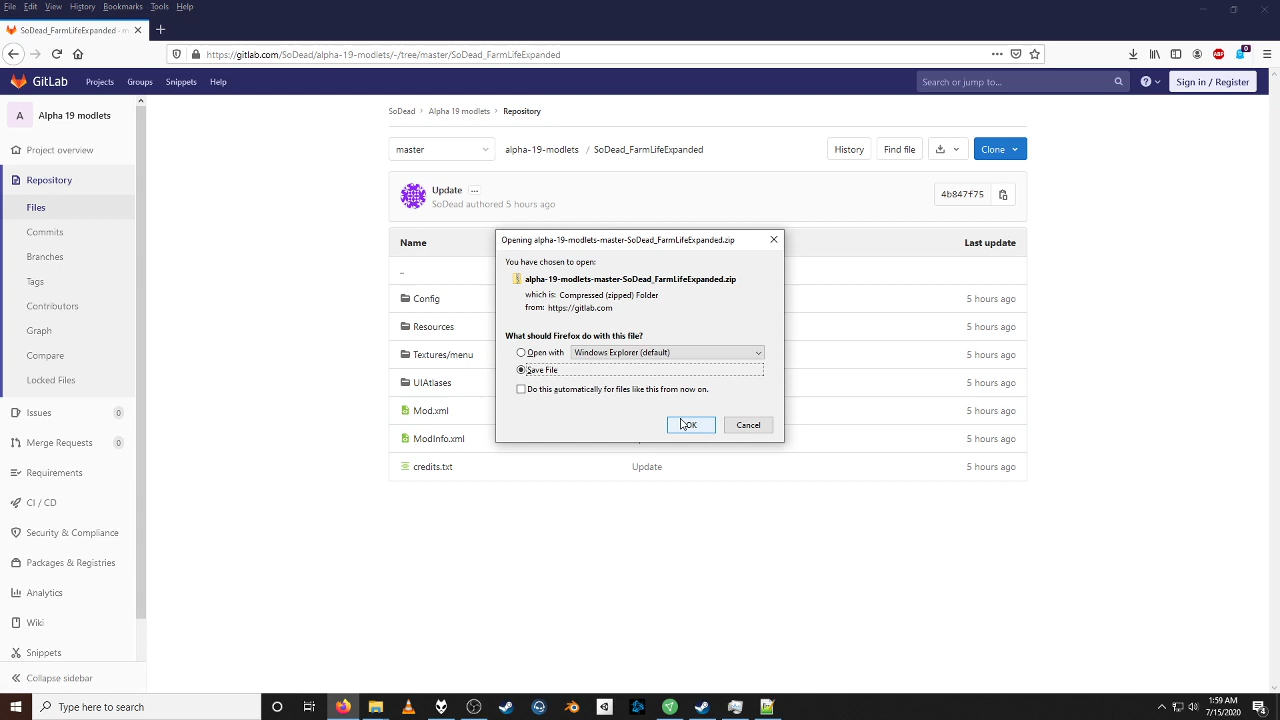 File Edit View History Bookmarks Tools Help
SoDead_FarmLifeExpanded - m
https://gitlab.com/SoDead/alpha-19-modlets/-/tree/master/SoDead_FarmLifeExpanded
ABP
0
GitLab Projects Groups Snippets Help
Search or jump to...
Sign in / Register
A Alpha 19 modlets
Project overview
Repository
Files
Commits
Branches
Tags
Contributors
Graph
Compare
Locked Files
Issues 0
Merge Requests 0
Requirements
CI / CD
Security & Compliance
Packages & Registries
Analytics
Wiki
Snippets
Collapse sidebar
SoDead > Alpha 19 modlets > Repository
master
alpha-19-modlets / SoDead_FarmLifeExpanded
History
Find file
Clone
Update ...
SoDead authored 5 hours ago
4b847f75
Name Last update
..
Config 5 hours ago
Resources 5 hours ago
Textures/menu 5 hours ago
UIAtlases 5 hours ago
Mod.xml 5 hours ago
ModInfo.xml 5 hours ago
credits.txt Update 5 hours ago
Opening alpha-19-modlets-master-SoDead_FarmLifeExpanded.zip
You have chosen to open:
alpha-19-modlets-master-SoDead_FarmLifeExpanded.zip
which is: Compressed (zipped) Folder
from: https://gitlab.com
What should Firefox do with this file?
Open with Windows Explorer (default)
Save File
Do this automatically for files like this from now on.
OK Cancel
Type here to search
1:59 AM
7/15/2020
4